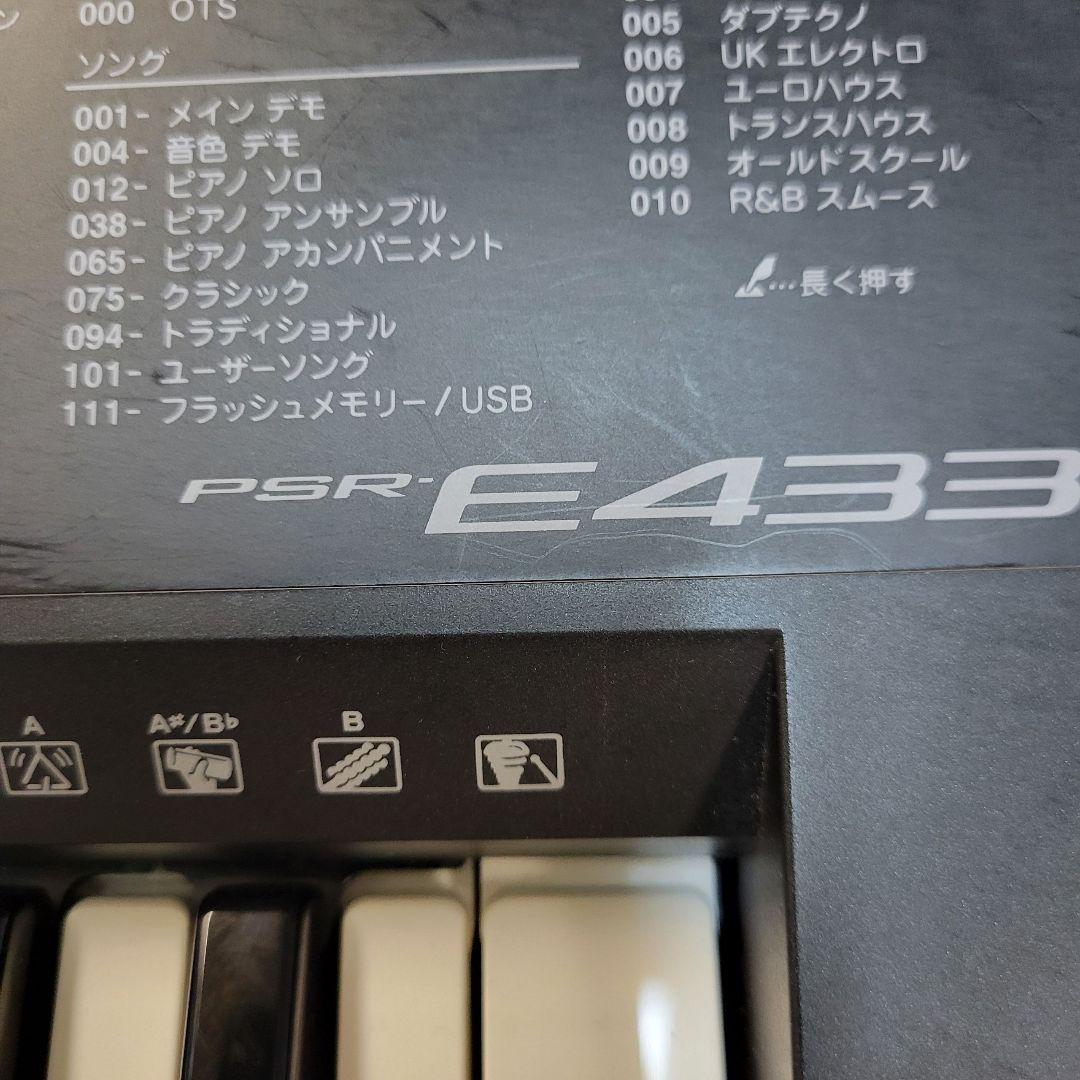 000 OTS
ソング
001- メイン デモ
004- 音色 デモ
012- ピアノ ソロ
038- ピアノ アンサンブル
065- ピアノ アカンパニメント
075- クラシック
094- トラディショナル
101- ユーザーソング
111- フラッシュメモリー/USB
005 ダブテクノ
006 UK エレクトロ
007 ユーロハウス
008 トランスハウス
009 オールドスクール
010 R&B スムース
…長く押す
PSR-E433
A
A♯/B♭
B